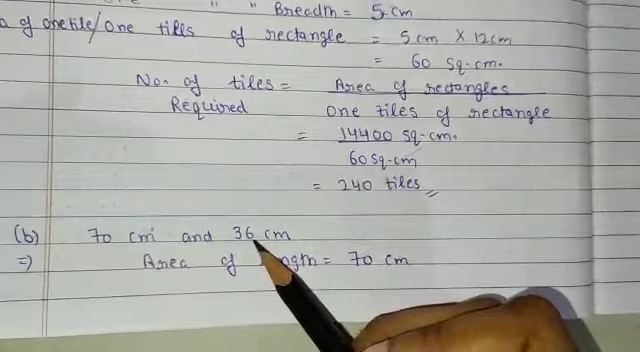 " " Breadth = 5 cm
a of one tile/One tills of rectangle = 5 cm X 12 cm
= 60 sq. cm.
No. of tiles = Area of rectangles
Required One tiles of rectangle
= 14400 sq. cm.
60 sq. cm
= 240 tiles
(b) 70 cm and 36 cm
=) Area of = 70 cm